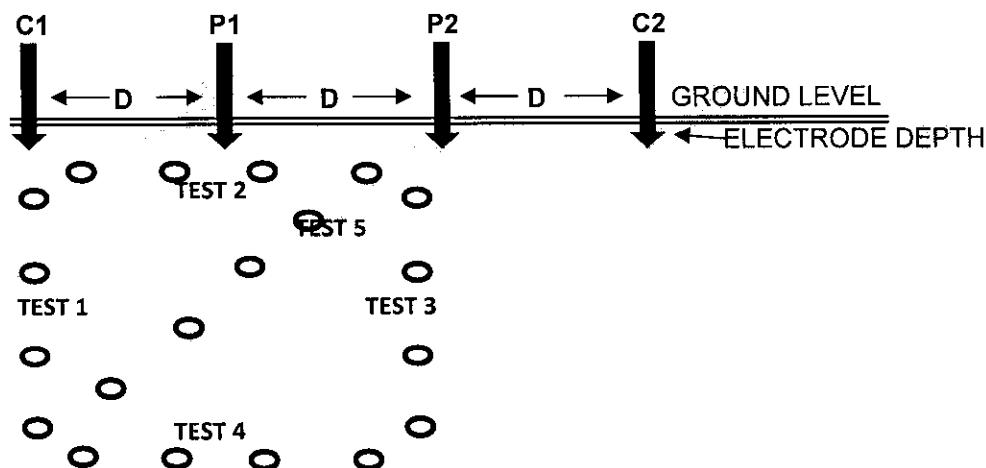 C1 P1 P2 C2
D D D
GROUND LEVEL
ELECTRODE DEPTH
TEST 2
TEST 5
TEST 1 TEST 3
TEST 4